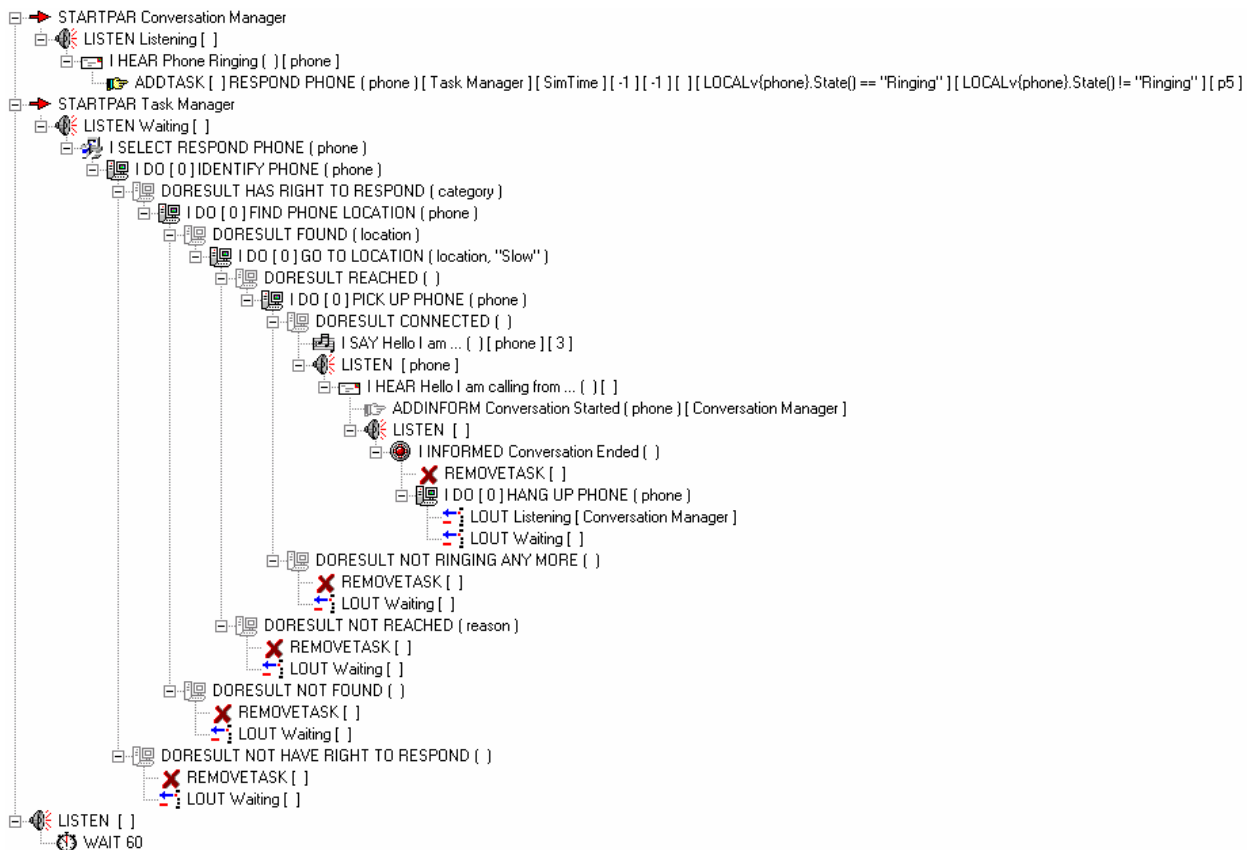 STARTPAR Conversation Manager
LISTEN Listening [ ]
I HEAR Phone Ringing ( ) [ phone ]
ADDTASK [ ] RESPOND PHONE ( phone ) [ Task Manager ] [ SimTime ] [ -1 ] [ -1 ] [ ] [ LOCALv{phone}.State() == "Ringing" ] [ LOCALv{phone}.State() != "Ringing" ] [ p5 ]
STARTPAR Task Manager
LISTEN Waiting [ ]
I SELECT RESPOND PHONE ( phone )
I DO [ 0 ] IDENTIFY PHONE ( phone )
DORESULT HAS RIGHT TO RESPOND ( category )
I DO [ 0 ] FIND PHONE LOCATION ( phone )
DORESULT FOUND ( location )
I DO [ 0 ] GO TO LOCATION ( location, "Slow" )
DORESULT REACHED ( )
I DO [ 0 ] PICK UP PHONE ( phone )
DORESULT CONNECTED ( )
I SAY Hello I am ... ( ) [ phone ] [ 3 ]
LISTEN [ phone ]
I HEAR Hello I am calling from ... ( ) [ ]
ADDINFORM Conversation Started ( phone ) [ Conversation Manager ]
LISTEN [ ]
I INFORMED Conversation Ended ( )
REMOVETASK [ ]
I DO [ 0 ] HANG UP PHONE ( phone )
LOUT Listening [ Conversation Manager ]
LOUT Waiting [ ]
DORESULT NOT RINGING ANY MORE ( )
REMOVETASK [ ]
LOUT Waiting [ ]
DORESULT NOT REACHED ( reason )
REMOVETASK [ ]
LOUT Waiting [ ]
DORESULT NOT FOUND ( )
REMOVETASK [ ]
LOUT Waiting [ ]
DORESULT NOT HAVE RIGHT TO RESPOND ( )
REMOVETASK [ ]
LOUT Waiting [ ]
LISTEN [ ]
WAIT 60